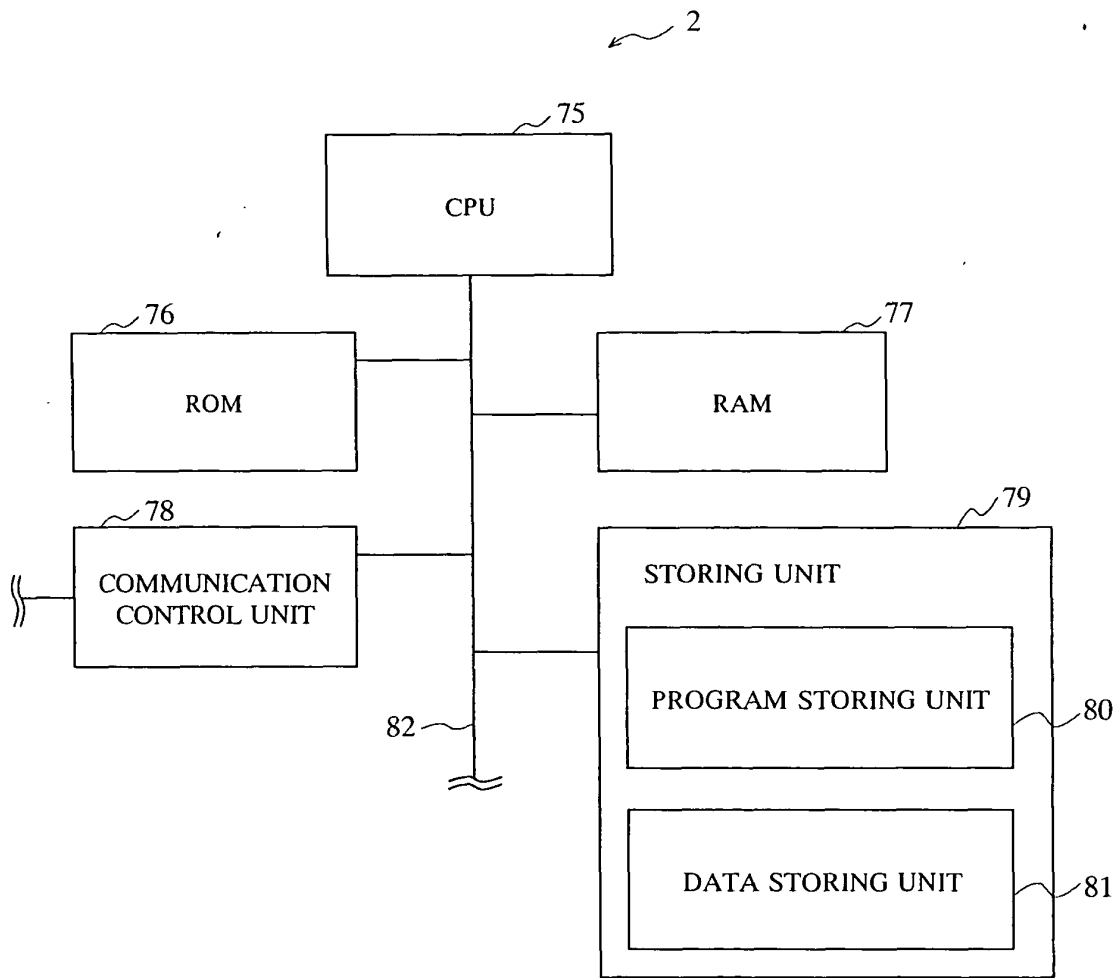 2
75
CPU
76
ROM
77
RAM
78
COMMUNICATION
CONTROL UNIT
79
STORING UNIT
PROGRAM STORING UNIT
80
82
DATA STORING UNIT
81